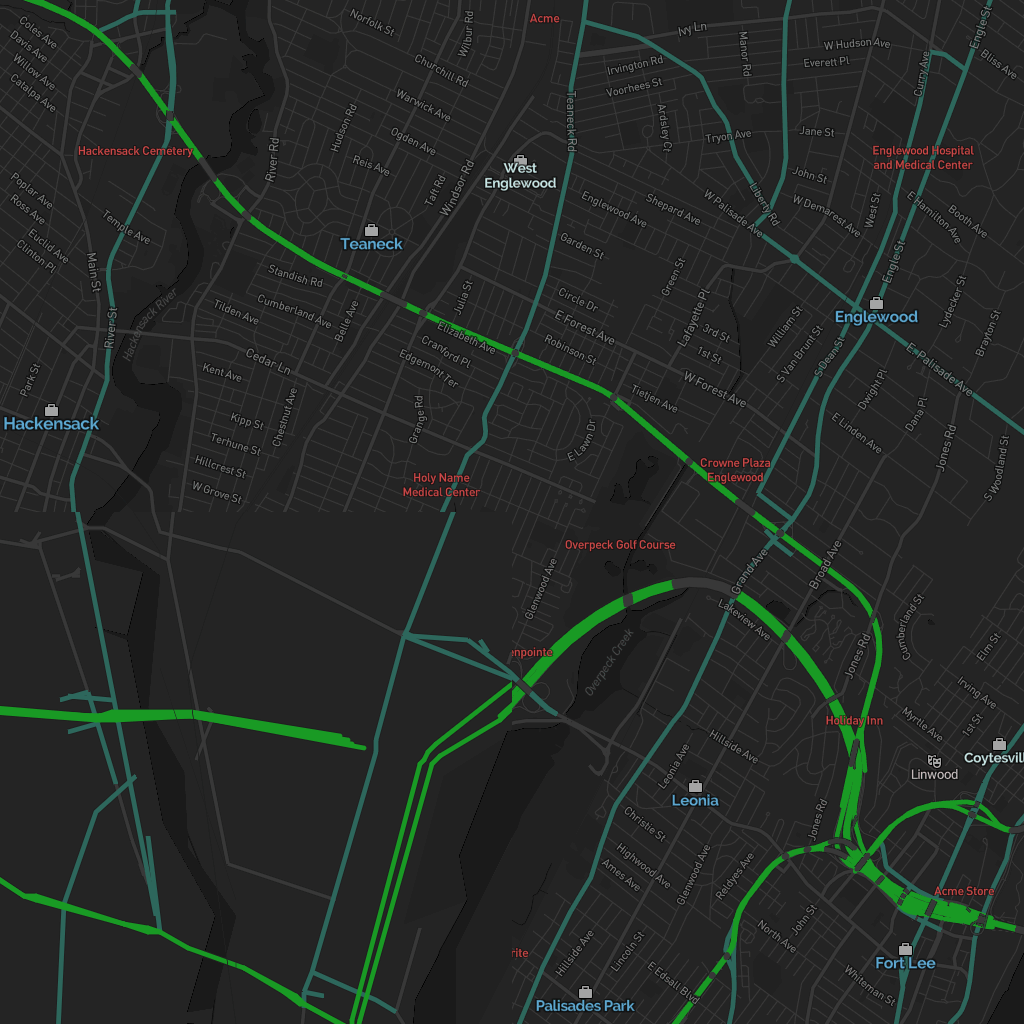 Acme
Coles Ave
Davis Ave
Willow Ave
Catalpa Ave
Norfolk St
Wilbur Rd
Churchill Rd
Warwick Ave
Ogden Ave
Hudson Rd
Reis Ave
Taft Rd
Windsor Rd
River Rd
Teaneck Rd
Ivy Ln
Irvington Rd
Voorhees St
Ardsley Ct
Manor Rd
W Hudson Ave
Everett Pl
Curry Ave
Engle St
Bliss Ave
Tryon Ave
Jane St
John St
Hackensack Cemetery
Englewood Hospital
and Medical Center
West
Englewood
Poplar Ave
Ross Ave
Euclid Ave
Clinton Pl
Temple Ave
Main St
River St
Hackensack River
Teaneck
Englewood Ave
Shepard Ave
W Palisade Ave
Liberty Rd
W Demarest Ave
West St
E Hamilton Ave
Booth Ave
Engle St
Garden St
Green St
Standish Rd
Cumberland Ave
Tilden Ave
Belle Ave
Julia St
Elizabeth Ave
Cranford Pl
Edgemont Ter
Circle Dr
E Forest Ave
Robinson St
Lafayette Pl
3rd St
1st St
W Forest Ave
Tietjen Ave
William St
S Van Brunt St
S Dean St
Englewood
Lydecker St
Brayton St
E Palisade Ave
Cedar Ln
Kent Ave
Chestnut Ave
Kipp St
Terhune St
Hillcrest St
W Grove St
Grange Rd
Park St
Hackensack
E Lawn Dr
Dwight Pl
Dana Pl
E Linden Ave
Jones Rd
S Woodland St
Holy Name
Medical Center
Crowne Plaza
Englewood
Overpeck Golf Course
Glenwood Ave
Grand Ave
Broad Ave
Lakeview Ave
Cumberland St
Jones Rd
Elm St
Irving Ave
1st St
Myrtle Ave
npointe
Overpeck Creek
Holiday Inn
Hillside Ave
Leonia Ave
Leonia
Linwood
Coytesvill
Christie St
Highwood Ave
Ames Ave
Glenwood Ave
Reldyes Ave
Jones Rd
John St
North Ave
Acme Store
rite
Hillside Ave
Lincoln St
E Edsall Blvd
Whiteman St
Fort Lee
Palisades Park